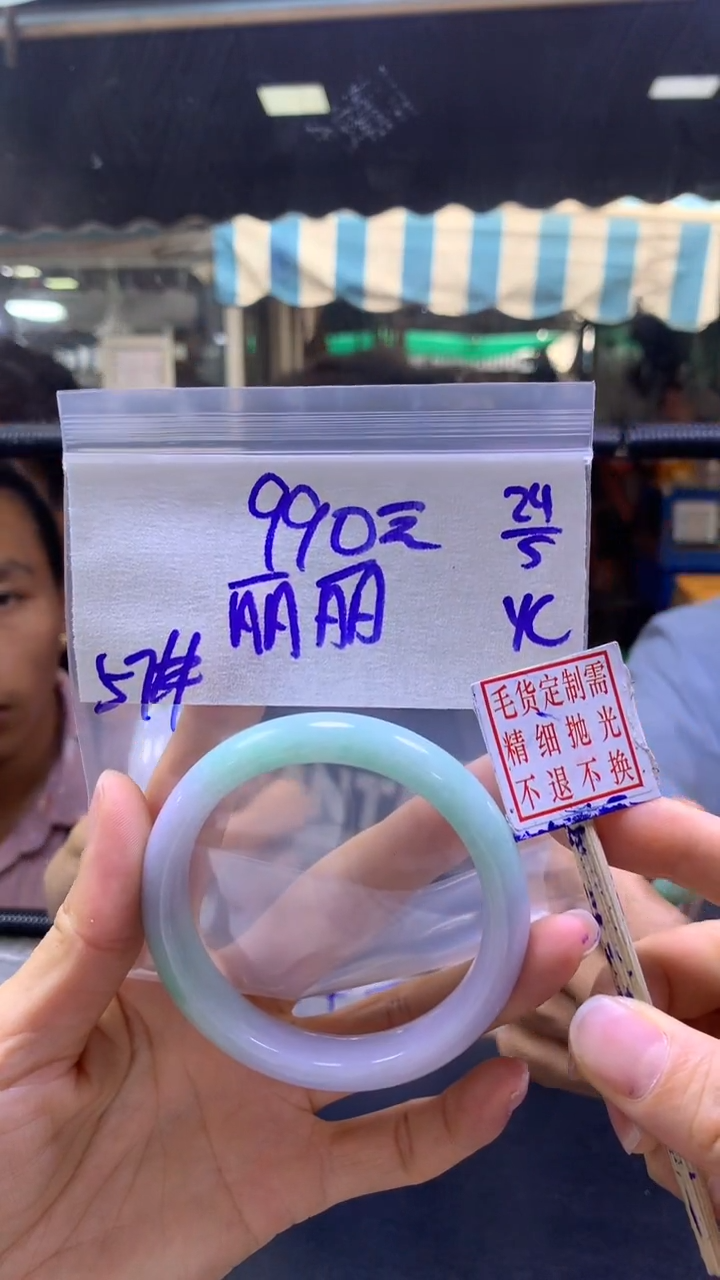 990元
24/5
丽丽
YC
57#
毛货定制需
精细抛光
不退不换